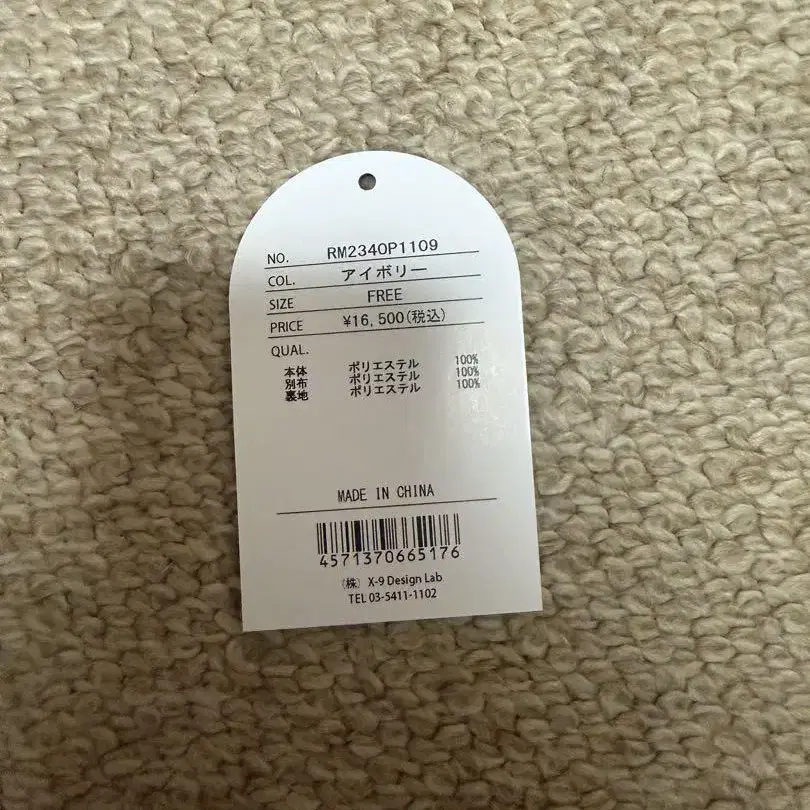 NO. RM2340P1109
COL. アイボリー
SIZE FREE
PRICE ¥16,500(税込)
QUAL.
本体 ポリエステル 100%
別布 ポリエステル 100%
裏地 ポリエステル 100%
MADE IN CHINA
4571370665176
(株) X-9 Design Lab
TEL 03-5411-1102